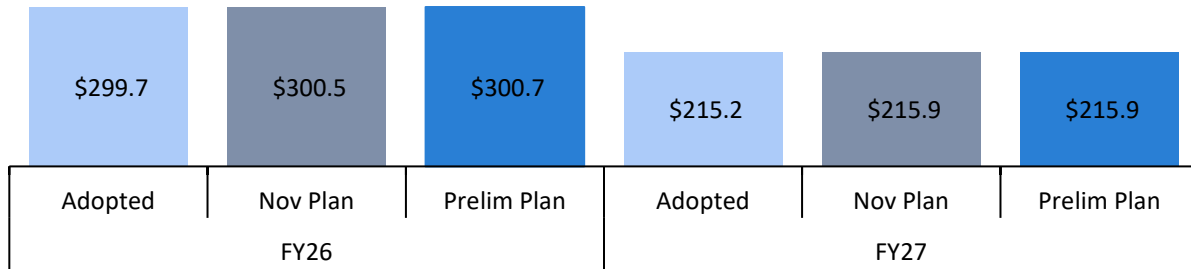 $299.7 $300.5 $300.7 $215.2 $215.9 $215.9
Adopted Nov Plan Prelim Plan Adopted Nov Plan Prelim Plan
FY26 FY27